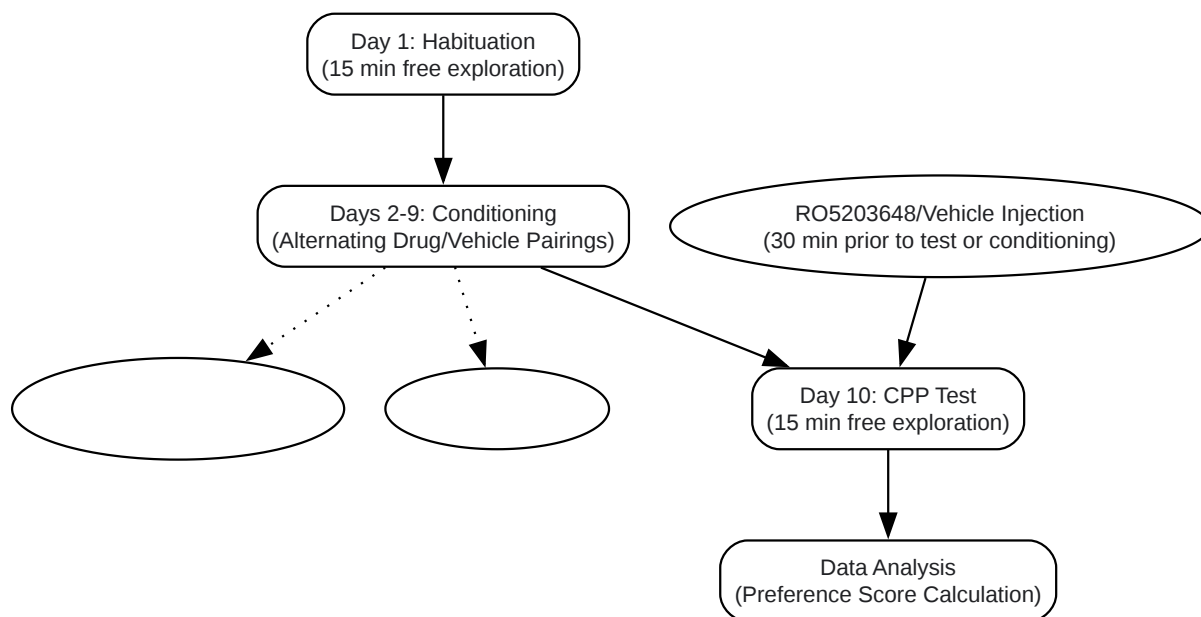 Day 1: Habituation
(15 min free exploration)
Days 2-9: Conditioning
(Alternating Drug/Vehicle Pairings)
RO5203648/Vehicle Injection
(30 min prior to test or conditioning)
Day 10: CPP Test
(15 min free exploration)
Data Analysis
(Preference Score Calculation)